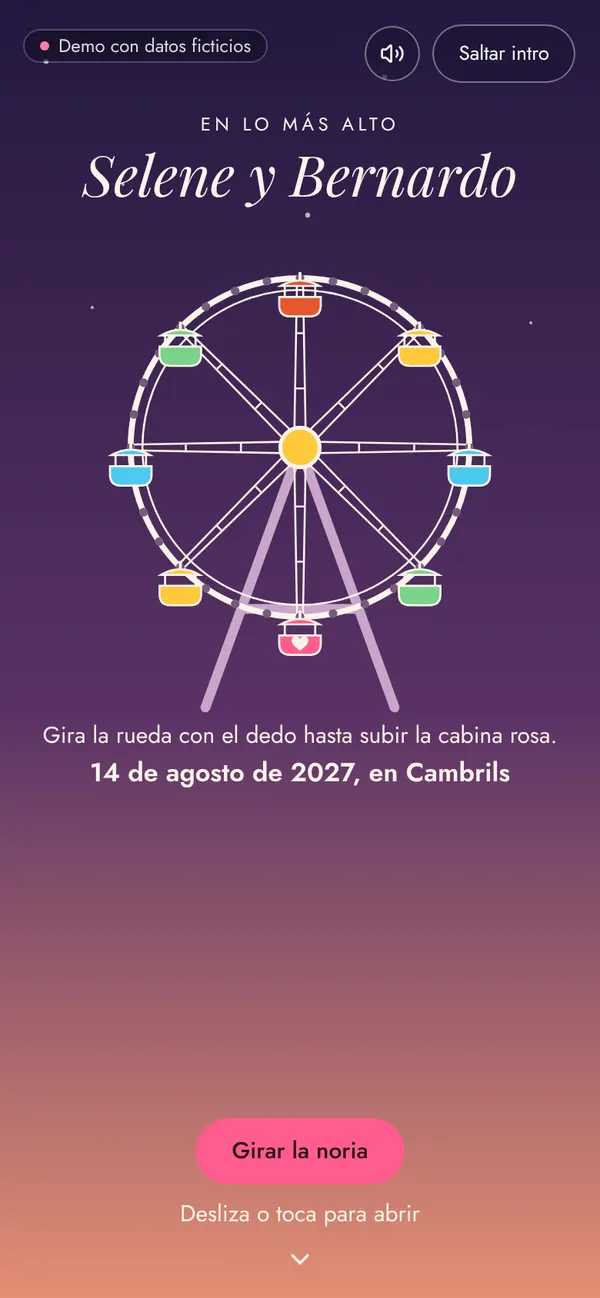 Demo con datos ficticios
Saltar intro
EN LO MÁS ALTO
Selene y Bernardo
Gira la rueda con el dedo hasta subir la cabina rosa.
14 de agosto de 2027, en Cambrils
Girar la noria
Desliza o toca para abrir